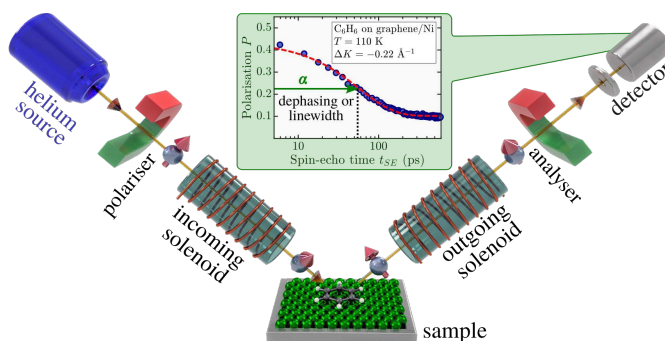 C₆H₆ on graphene/Ni
T = 110 K
ΔK = −0.22 Å⁻¹
Polarisation P
0.5
0.4
0.3
0.2
0.1
α
dephasing or
linewidth
10
100
Spin-echo time t_SE (ps)
helium
source
polariser
incoming
solenoid
sample
outgoing
solenoid
analyser
detector